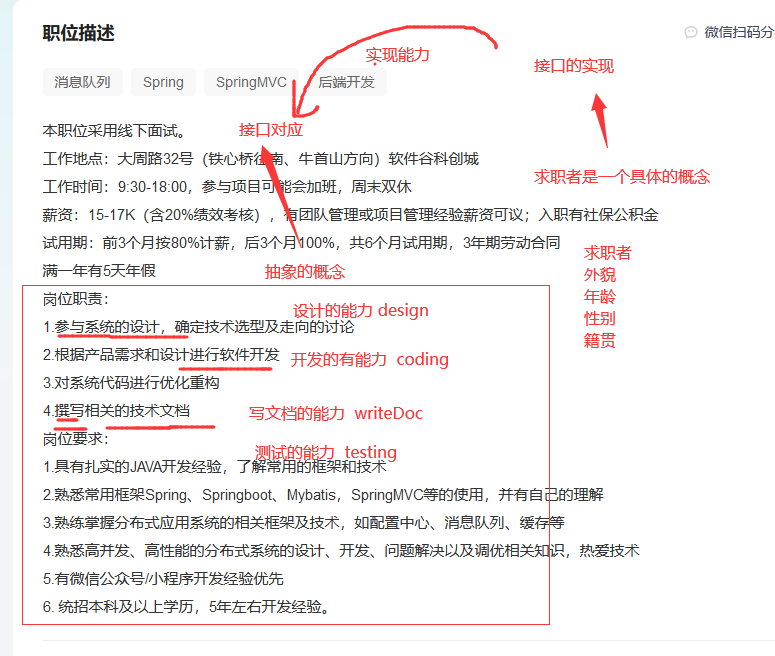 职位描述
微信扫码分
消息队列
Spring
SpringMVC
后端开发
实现能力
接口的实现
本职位采用线下面试。
接口对应
工作地点：大周路32号（铁心桥往南、牛首山方向）软件谷科创城
求职者是一个具体的概念
工作时间：9:30-18:00，参与项目可能会加班，周末双休
薪资：15-17K（含20%绩效考核），有团队管理或项目管理经验薪资可议；入职有社保公积金
试用期：前3个月按80%计薪，后3个月100%，共6个月试用期，3年期劳动合同
求职者
外貌
年龄
性别
籍贯
满一年有5天年假
抽象的概念
岗位职责：
设计的能力 design
1.参与系统的设计，确定技术选型及走向的讨论
2.根据产品需求和设计进行软件开发
开发的有能力 coding
3.对系统代码进行优化重构
4.撰写相关的技术文档
写文档的能力 writeDoc
岗位要求：
测试的能力 testing
1.具有扎实的JAVA开发经验，了解常用的框架和技术
2.熟悉常用框架Spring、Springboot、Mybatis，SpringMVC等的使用，并有自己的理解
3.熟练掌握分布式应用系统的相关框架及技术，如配置中心、消息队列、缓存等
4.熟悉高并发、高性能的分布式系统的设计、开发、问题解决以及调优相关知识，热爱技术
5.有微信公众号/小程序开发经验优先
6. 统招本科及以上学历，5年左右开发经验。